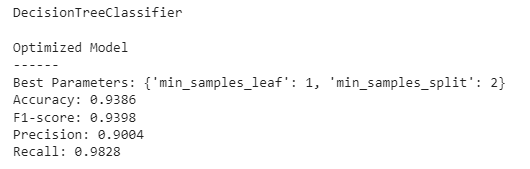 DecisionTreeClassifier
Optimized Model
------
Best Parameters: {'min_samples_leaf': 1, 'min_samples_split': 2}
Accuracy: 0.9386
F1-score: 0.9398
Precision: 0.9004
Recall: 0.9828